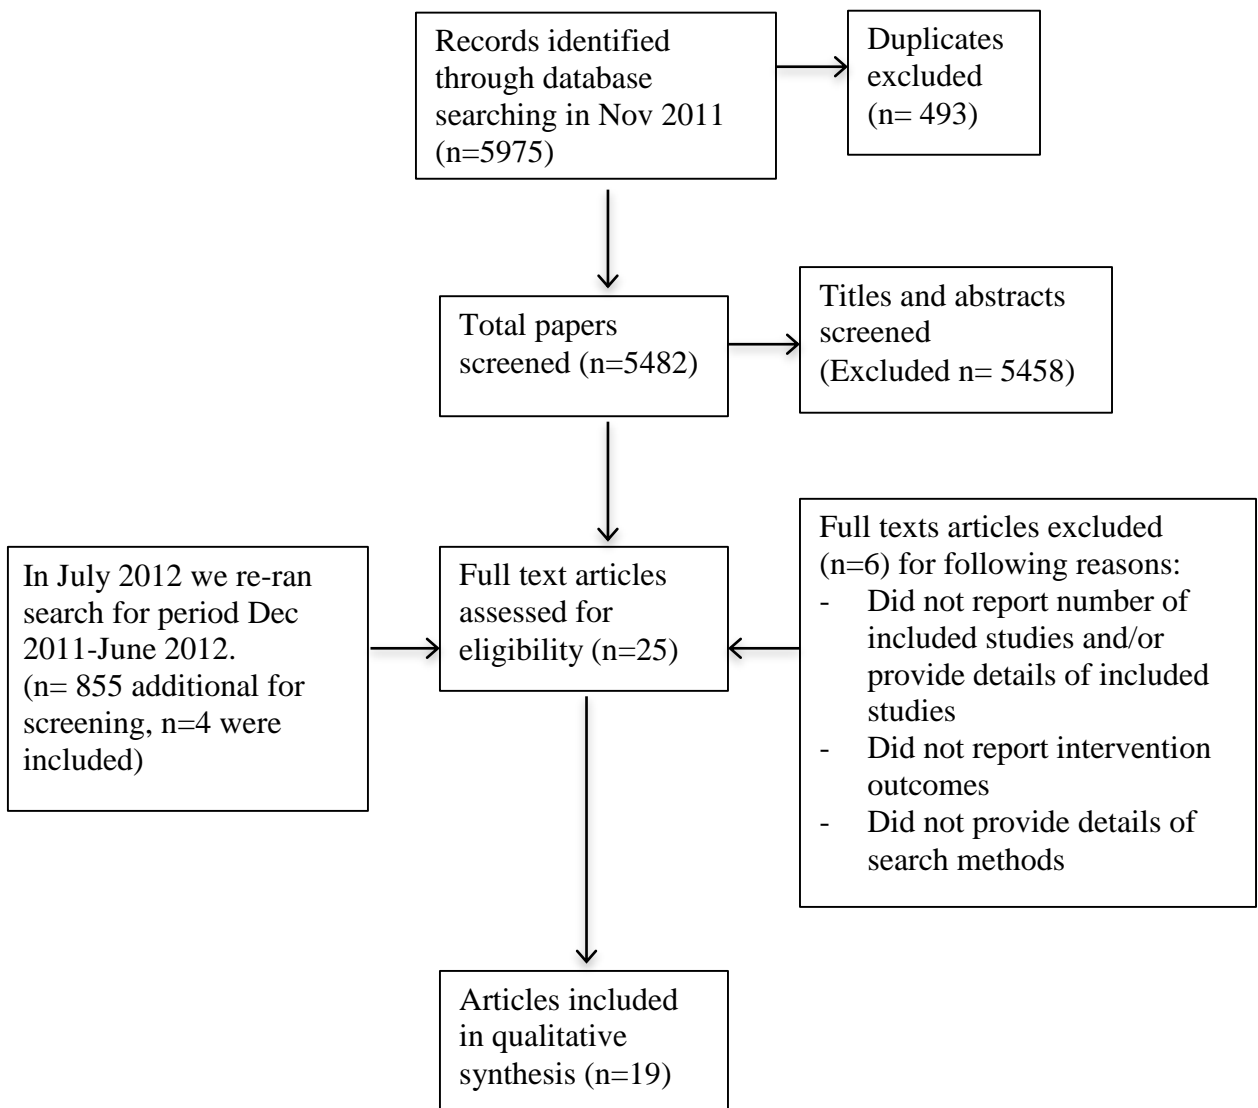 Records identified
through database
searching in Nov 2011
(n=5975)
Duplicates
excluded
(n= 493)
Total papers
screened (n=5482)
Titles and abstracts
screened
(Excluded n= 5458)
In July 2012 we re-ran
search for period Dec
2011-June 2012.
(n= 855 additional for
screening, n=4 were
included)
Full text articles
assessed for
eligibility (n=25)
Full texts articles excluded
(n=6) for following reasons:
- Did not report number of
included studies and/or
provide details of included
studies
- Did not report intervention
outcomes
- Did not provide details of
search methods
Articles included
in qualitative
synthesis (n=19)